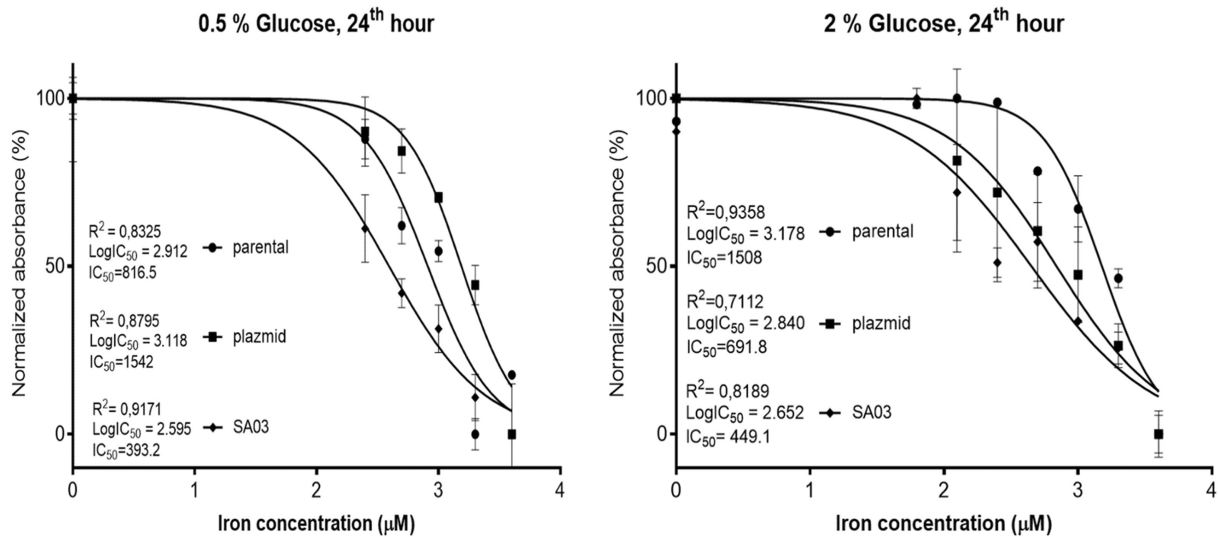 0.5 % Glucose, 24th hour
Normalized absorbance (%)
100
50
0
R2 = 0,8325
LogIC50 = 2.912
IC50=816.5
parental
R2= 0,8795
LogIC50 = 3.118
IC50=1542
plazmid
R2= 0,9171
LogIC50 = 2.595
IC50=393.2
SA03
0 1 2 3 4
Iron concentration (μM)
2 % Glucose, 24th hour
Normalized absorbance (%)
100
50
0
R2=0,9358
LogIC50 = 3.178
IC50=1508
parental
R2=0,7112
LogIC50 = 2.840
IC50=691.8
plazmid
R2= 0,8189
LogIC50 = 2.652
IC50= 449.1
SA03
0 1 2 3 4
Iron concentration (μM)